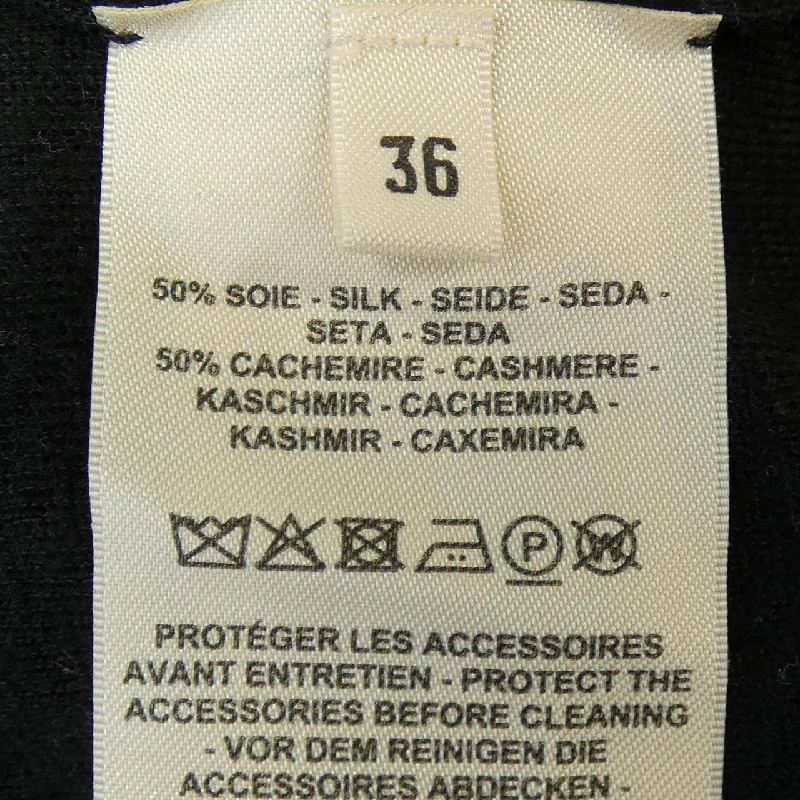 36
50% SOIE - SILK - SEIDE - SEDA -
SETA - SEDA
50% CACHEMIRE - CASHMERE -
KASCHMIR - CACHEMIRA -
KASHMIR - CAXEMIRA
P W
PROTÉGER LES ACCESSOIRES
AVANT ENTRETIEN - PROTECT THE
ACCESSORIES BEFORE CLEANING
- VOR DEM REINIGEN DIE
ACCESSOIRES ABDECKEN -